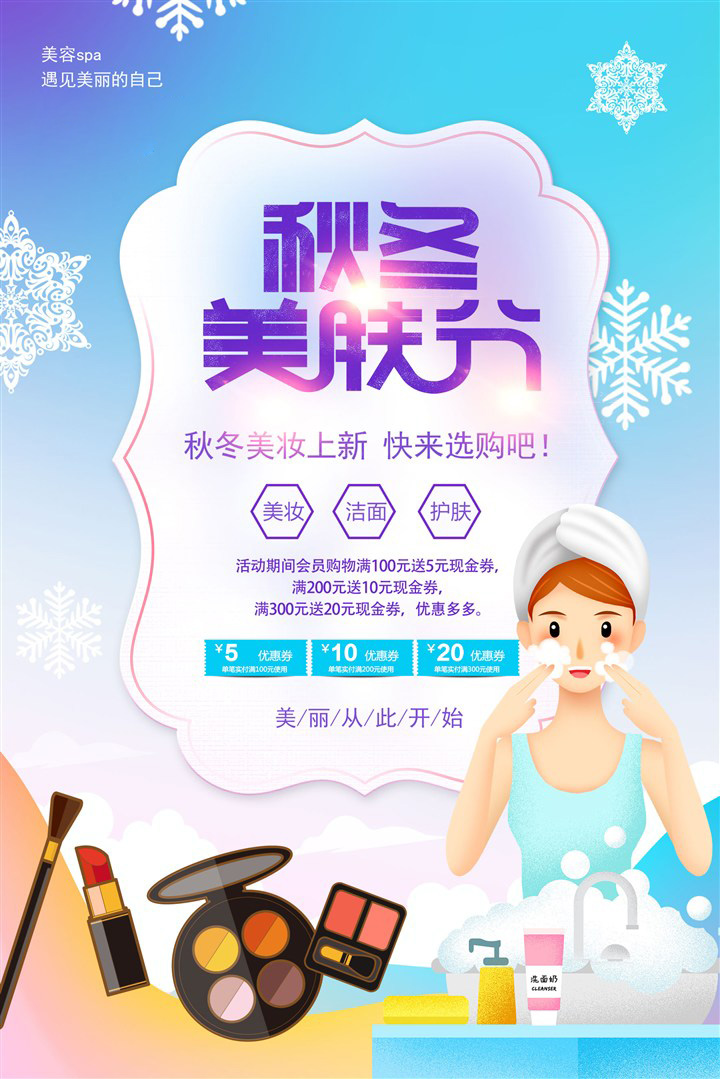 美容spa
遇见美丽的自己
秋冬
美肤分
秋冬美妆上新 快来选购吧！
美妆 洁面 护肤
活动期间会员购物满100元送5元现金券，
满200元送10元现金券，
满300元送20元现金券，优惠多多。
¥5 优惠券 ¥10 优惠券 ¥20 优惠券
单笔实付满100元使用 单笔实付满200元使用 单笔实付满300元使用
美/丽/从/此/开/始
洗面奶
CLEANSER